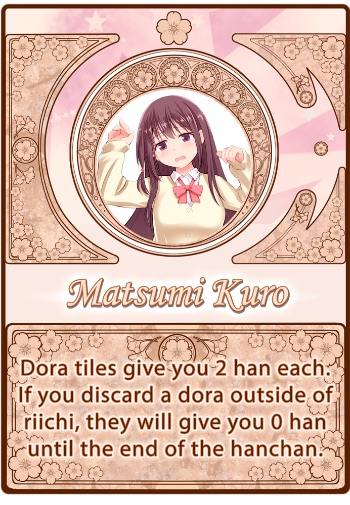 Matsumi Kuro
Dora tiles give you 2 han each.
If you discard a dora outside of
riichi, they will give you 0 han
until the end of the hanchan.